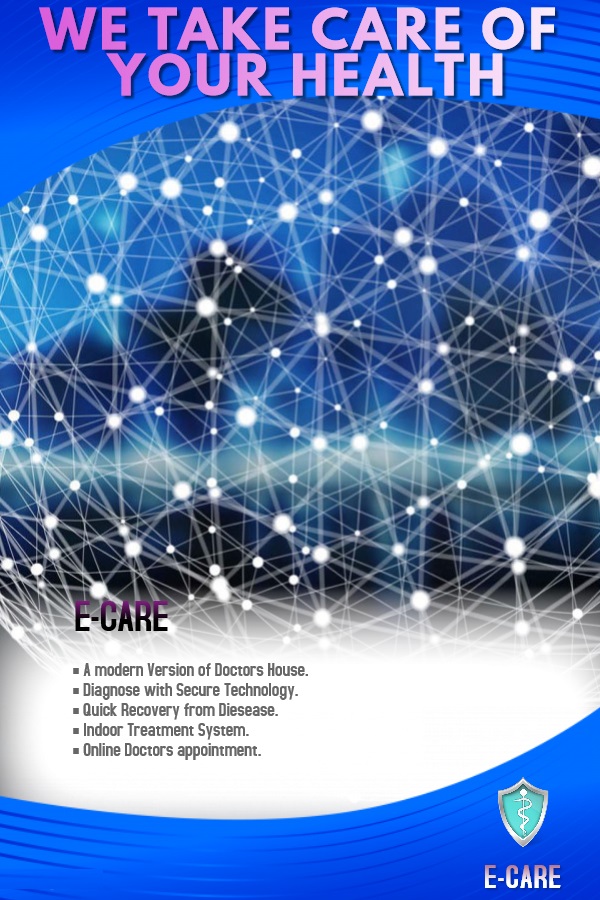 WE TAKE CARE OF
YOUR HEALTH
E-CARE
▪ A modern Version of Doctors House.
▪ Diagnose with Secure Technology.
▪ Quick Recovery from Diesease.
▪ Indoor Treatment System.
▪ Online Doctors appointment.
E-CARE